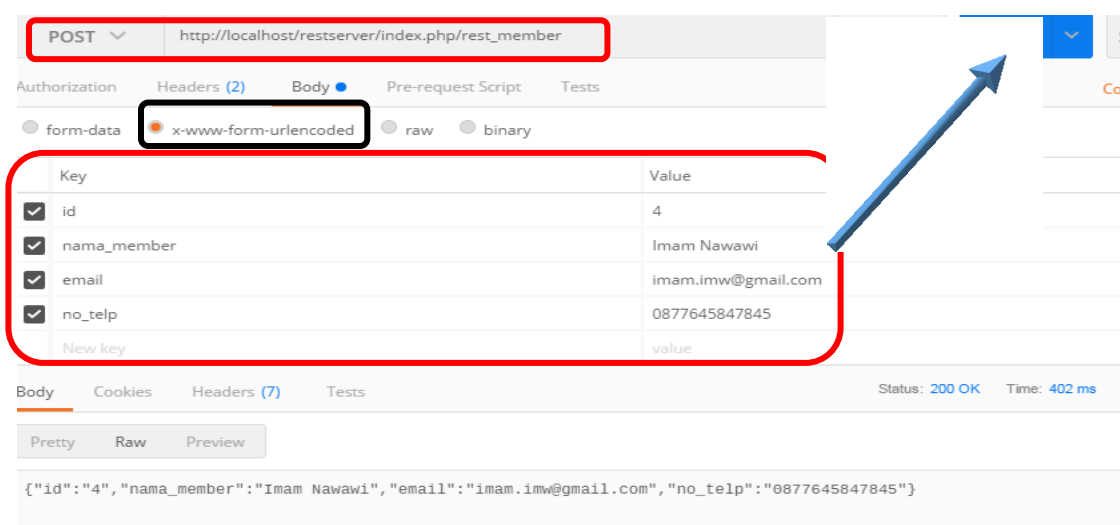 POST http://localhost/restserver/index.php/rest_member
Authorization Headers (2) Body Pre-request Script Tests
form-data x-www-form-urlencoded raw binary
Key Value
id 4
nama_member Imam Nawawi
email imam.imw@gmail.com
no_telp 0877645847845
New key value
Body Cookies Headers (7) Tests Status: 200 OK Time: 402 ms
Pretty Raw Preview
{"id":"4","nama_member":"Imam Nawawi","email":"imam.imw@gmail.com","no_telp":"0877645847845"}